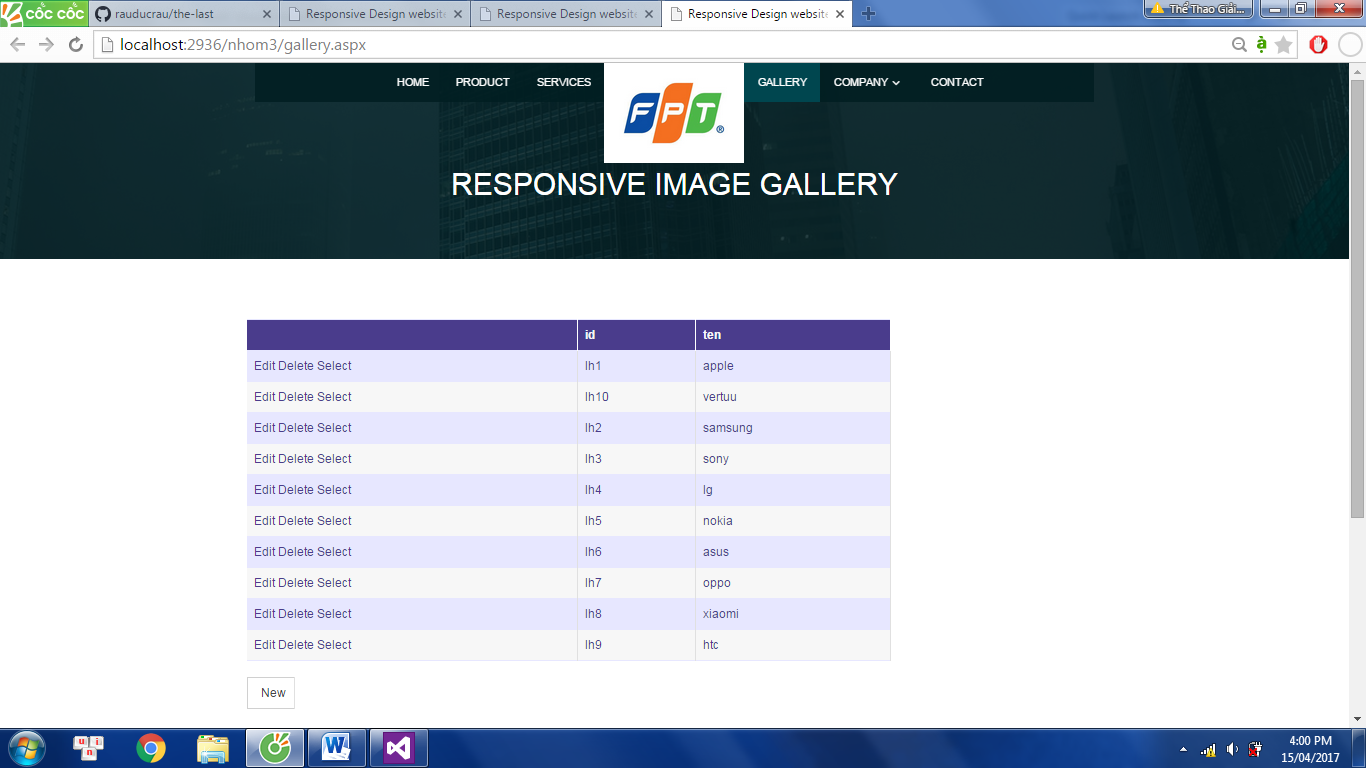 cốc cốc rauducrau/the-last Responsive Design website Responsive Design website Responsive Design website Thể Thao Giải...
localhost:2936/nhom3/gallery.aspx
HOME PRODUCT SERVICES GALLERY COMPANY CONTACT
FPT®
RESPONSIVE IMAGE GALLERY
id ten
Edit Delete Select lh1 apple
Edit Delete Select lh10 vertuu
Edit Delete Select lh2 samsung
Edit Delete Select lh3 sony
Edit Delete Select lh4 lg
Edit Delete Select lh5 nokia
Edit Delete Select lh6 asus
Edit Delete Select lh7 oppo
Edit Delete Select lh8 xiaomi
Edit Delete Select lh9 htc
New
4:00 PM
15/04/2017